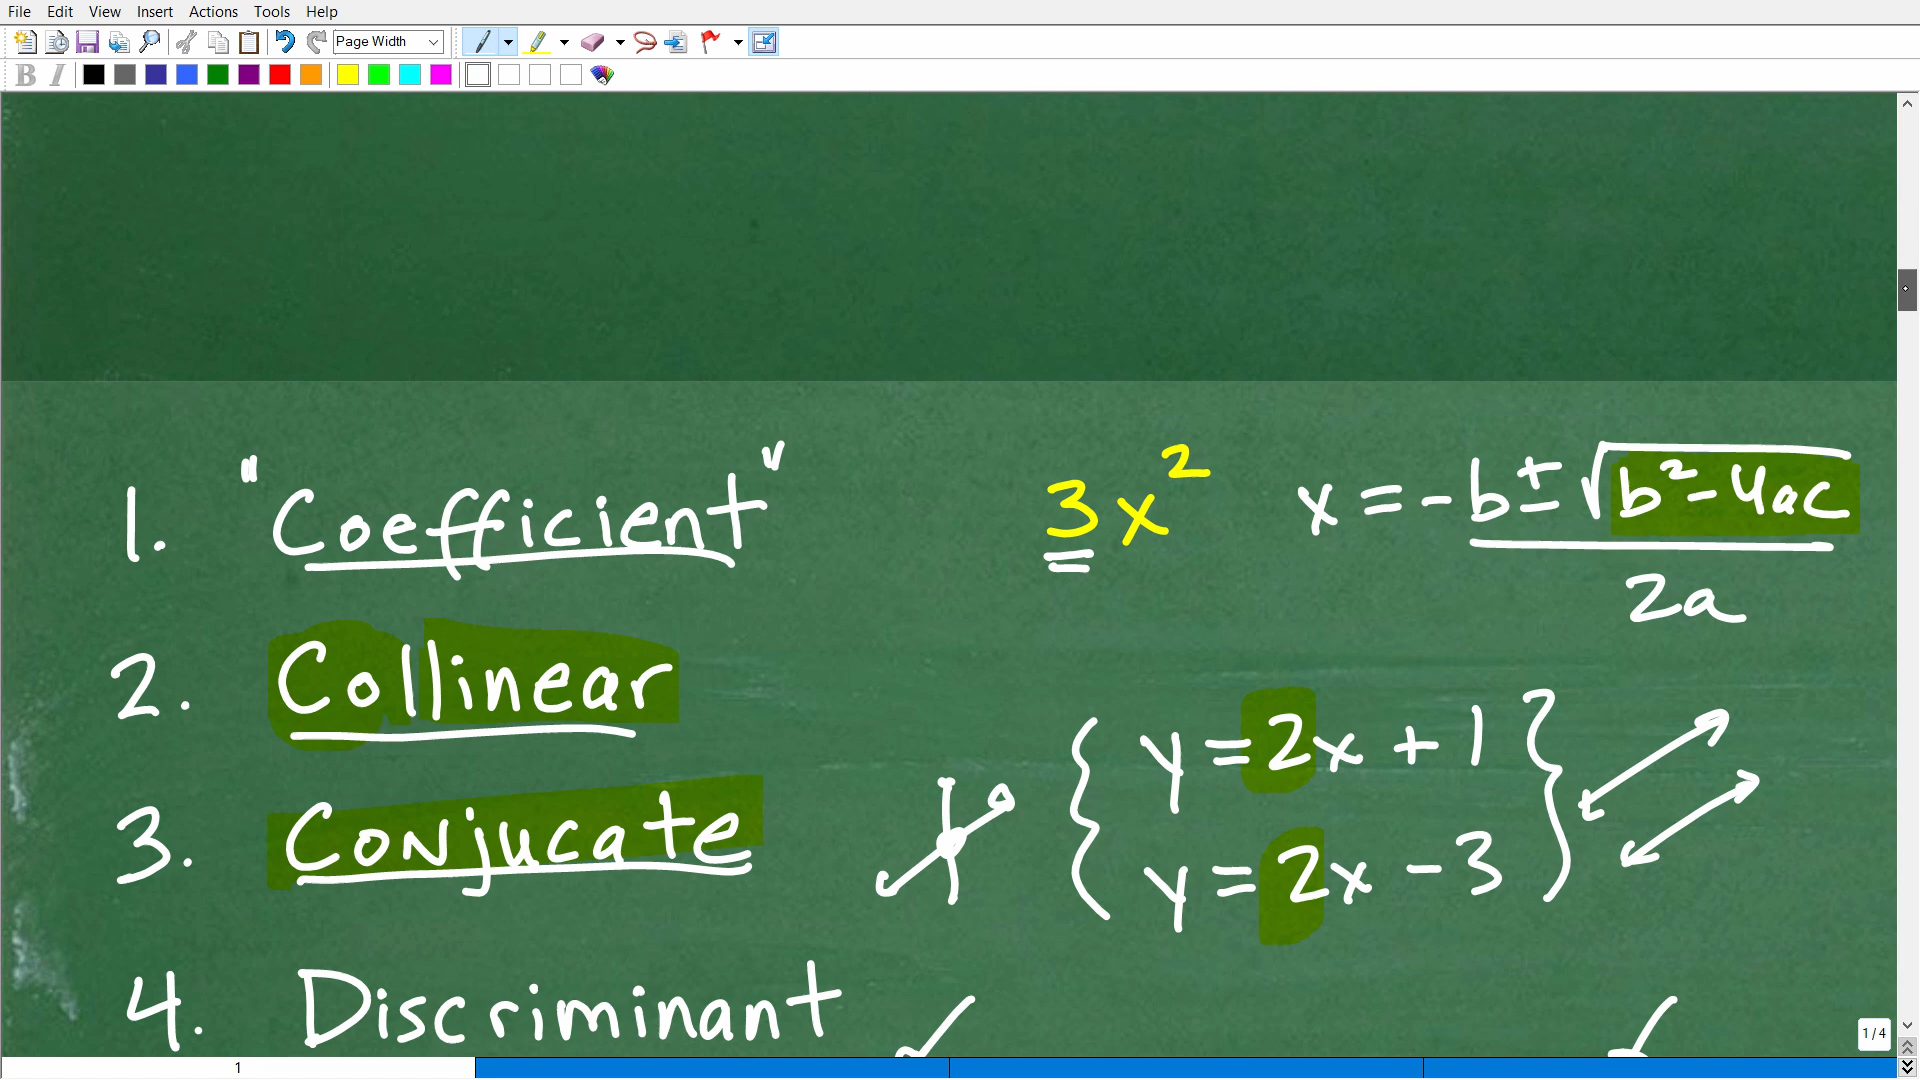 File Edit View Insert Actions Tools Help
Page Width
B I
1. "Coefficient"
3x² x = -b ± √b²-4ac
2a
2. Collinear
{ y = 2x + 1 }
3. Conjucate
y = 2x - 3
4. Discriminant
1 / 4
1